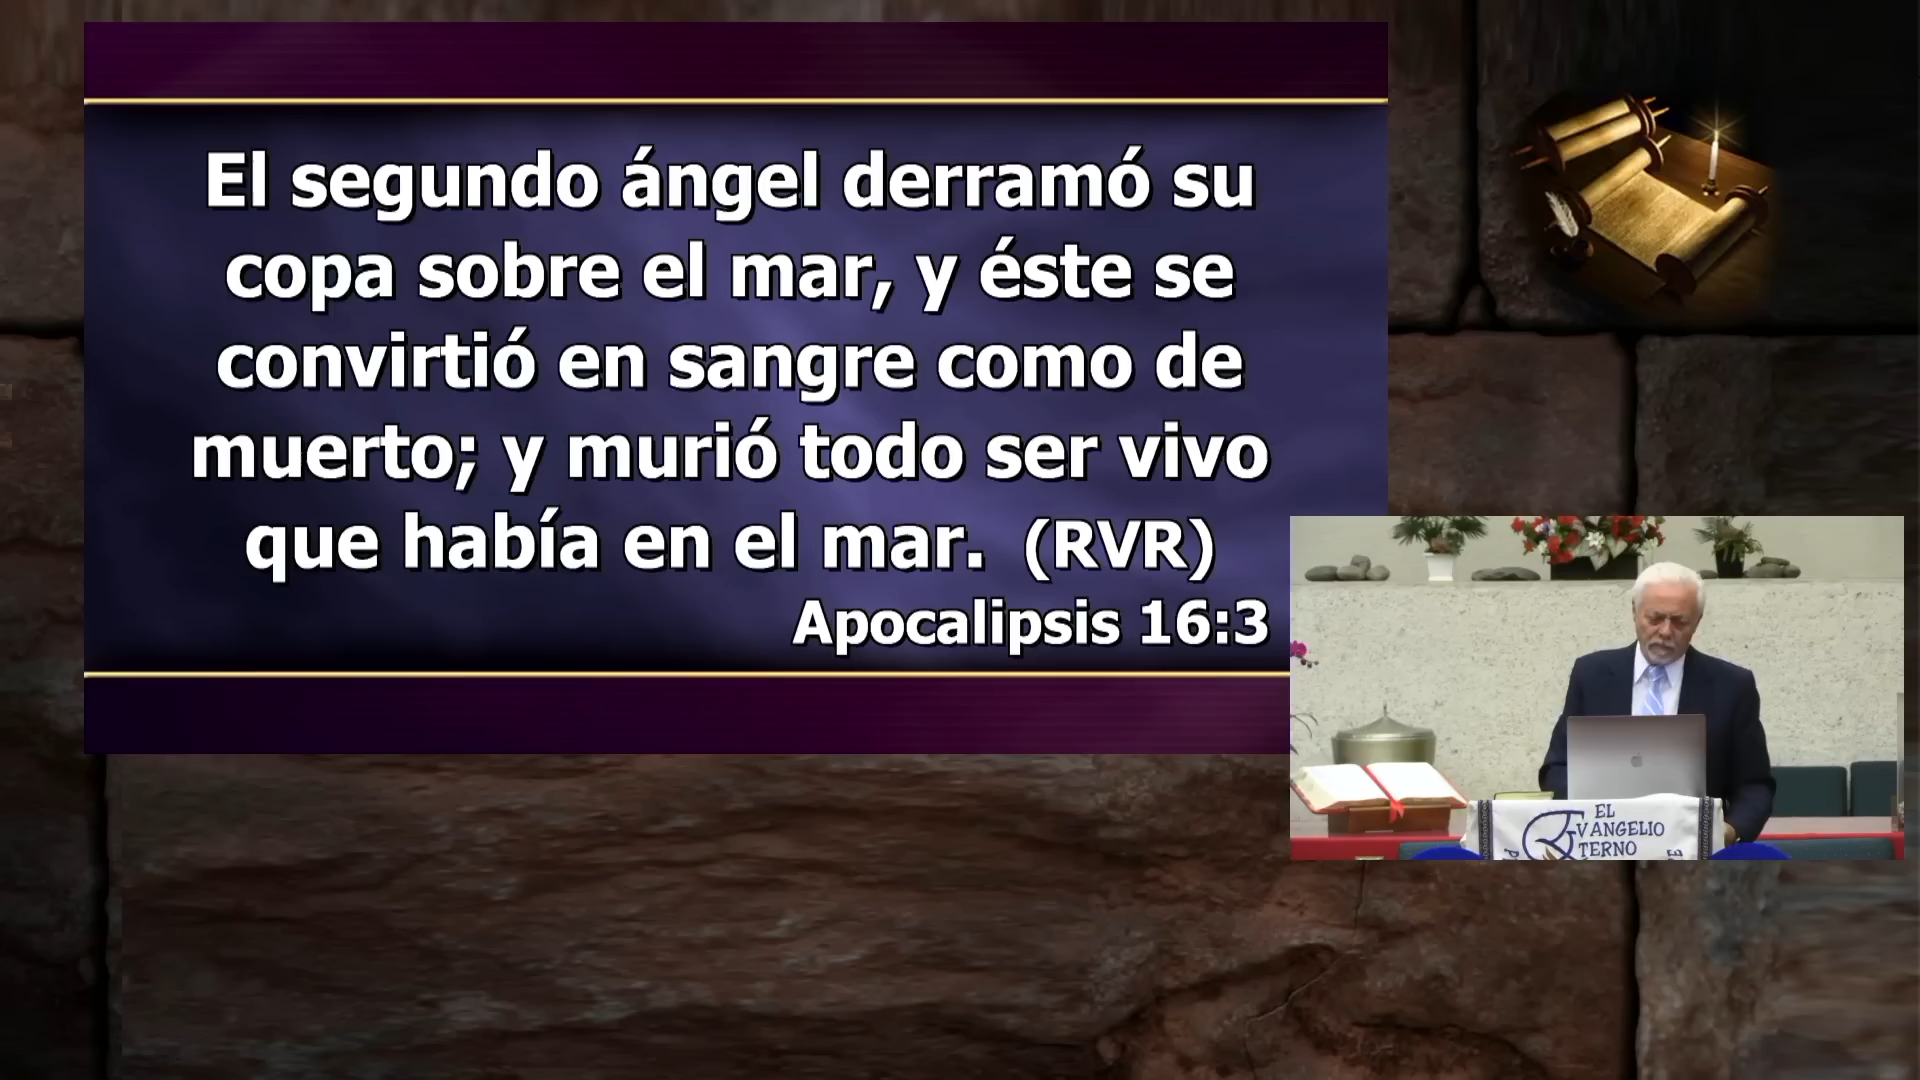 El segundo ángel derramó su
copa sobre el mar, y éste se
convirtió en sangre como de
muerto; y murió todo ser vivo
que había en el mar. (RVR)
Apocalipsis 16:3
EL
VANGELIO
TERNO